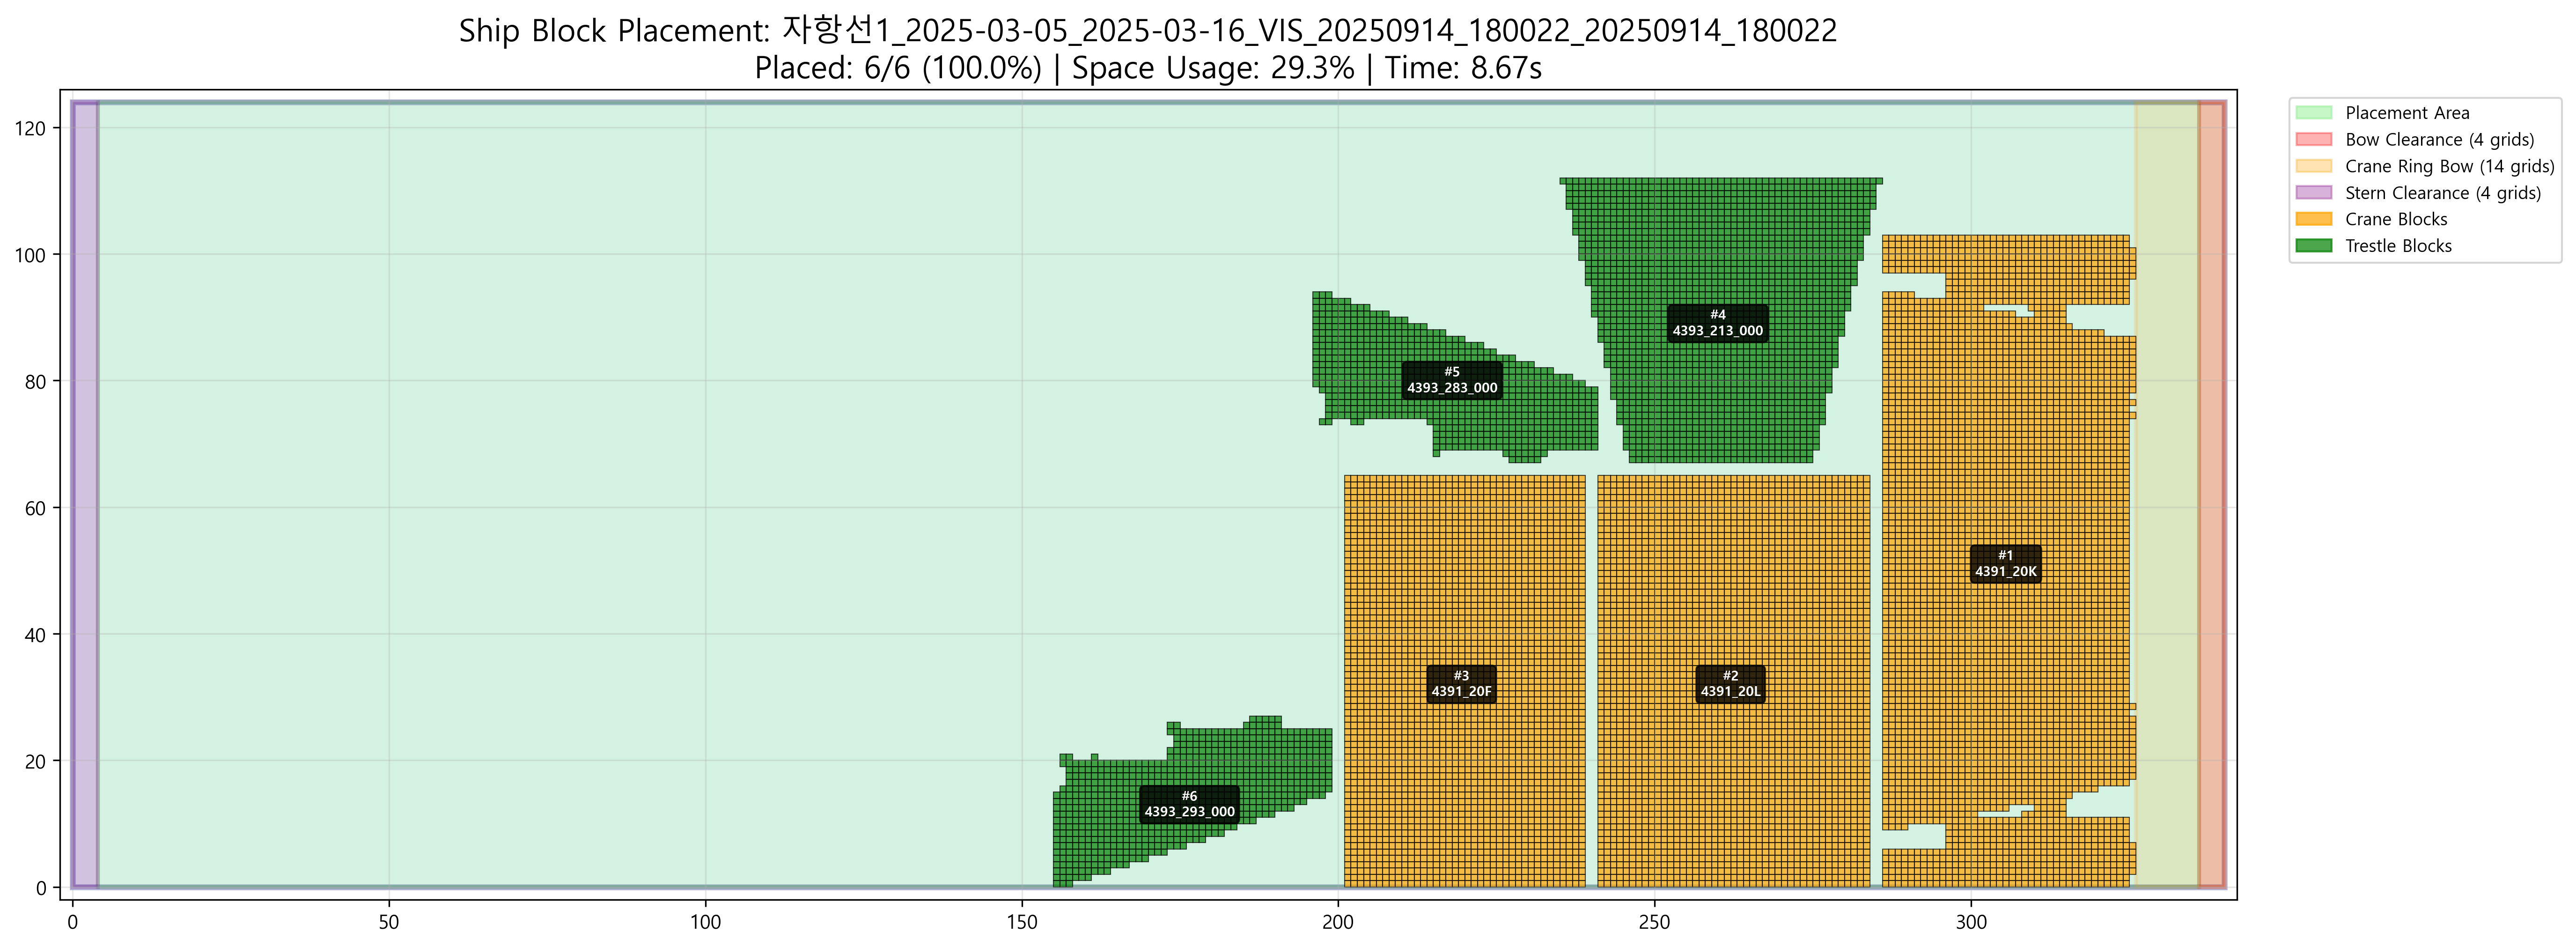 Ship Block Placement: 자항선1_2025-03-05_2025-03-16_VIS_20250914_180022_20250914_180022
Placed: 6/6 (100.0%) | Space Usage: 29.3% | Time: 8.67s
Placement Area
Bow Clearance (4 grids)
Crane Ring Bow (14 grids)
Stern Clearance (4 grids)
Crane Blocks
Trestle Blocks
120
100
80
60
40
20
0
#4
4393_213_000
#5
4393_283_000
#1
4391_20K
#3
4391_20F
#2
4391_20L
#6
4393_293_000
0
50
100
150
200
250
300